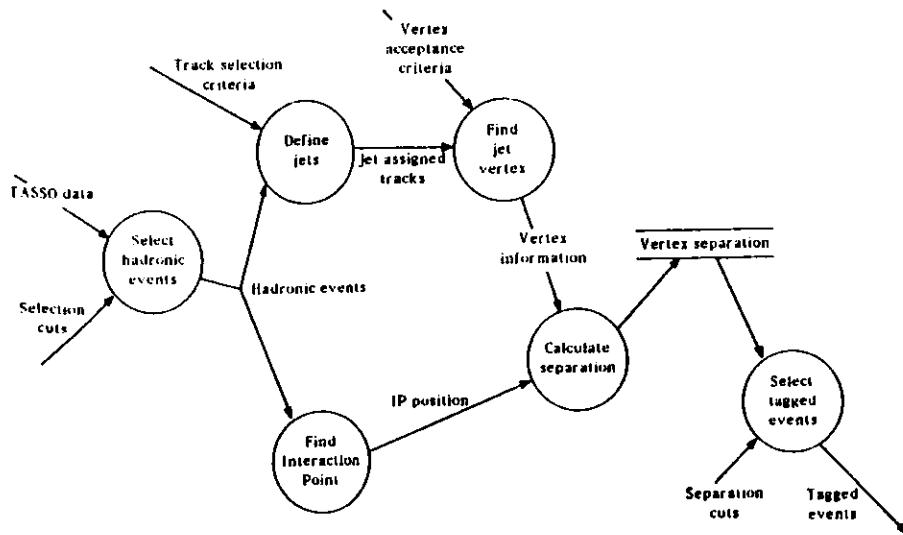 Vertex
acceptance
criteria
Track selection
criteria
Define
jets
Find
jet
vertex
Jet assigned
tracks
TASSO data
Select
hadronic
events
Vertex
information
Vertex separation
Hadronic events
Selection
cuts
Calculate
separation
IP position
Select
tagged
events
Find
Interaction
Point
Separation
cuts
Tagged
events